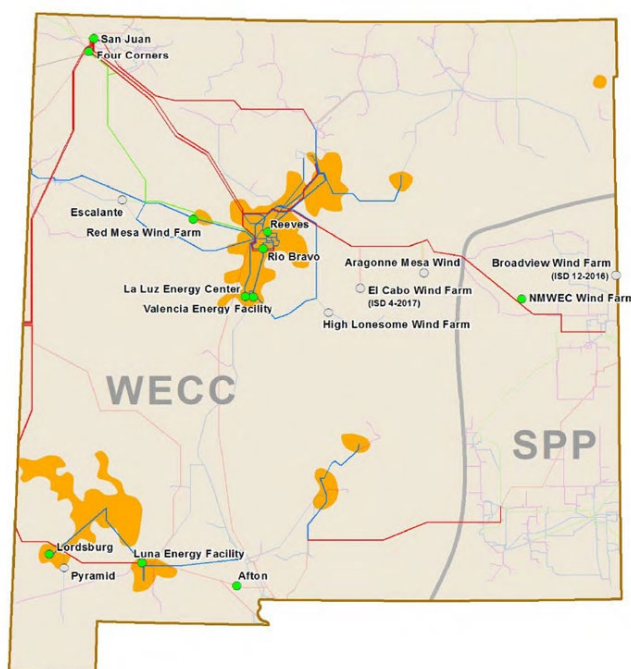 San Juan
Four Corners
Escalante
Red Mesa Wind Farm
Reeves
Rio Bravo
Aragonne Mesa Wind
Broadview Wind Farm
(ISD 12-2016)
La Luz Energy Center
El Cabo Wind Farm
(ISD 4-2017)
NMWEC Wind Farm
Valencia Energy Facility
High Lonesome Wind Farm
WECC
SPP
Lordsburg
Luna Energy Facility
Pyramid
Afton